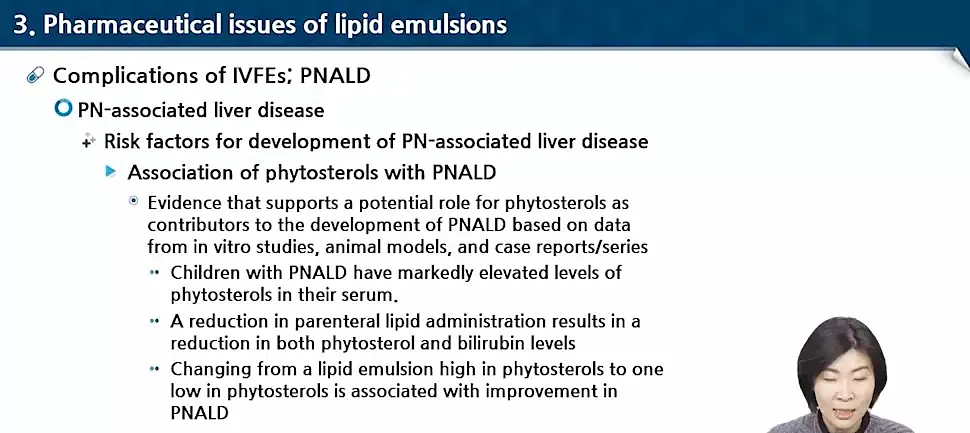 3. Pharmaceutical issues of lipid emulsions
Complications of IVFEs; PNALD
PN-associated liver disease
Risk factors for development of PN-associated liver disease
Association of phytosterols with PNALD
Evidence that supports a potential role for phytosterols as
contributors to the development of PNALD based on data
from in vitro studies, animal models, and case reports/series
Children with PNALD have markedly elevated levels of
phytosterols in their serum.
A reduction in parenteral lipid administration results in a
reduction in both phytosterol and bilirubin levels
Changing from a lipid emulsion high in phytosterols to one
low in phytosterols is associated with improvement in
PNALD